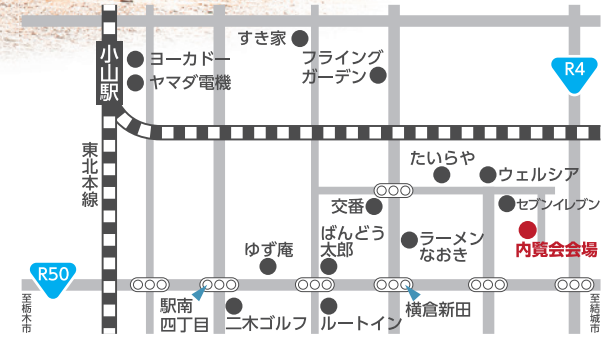 すき家
小山駅
ヨーカドー
ヤマダ電機
フライング
ガーデン
R4
東北本線
たいらや
ウェルシア
交番
セブンイレブン
ばんどう
太郎
ラーメン
なおき
内覧会会場
ゆず庵
R50
至栃木市
駅南
四丁目
二木ゴルフ
ルートイン
横倉新田
至結城市